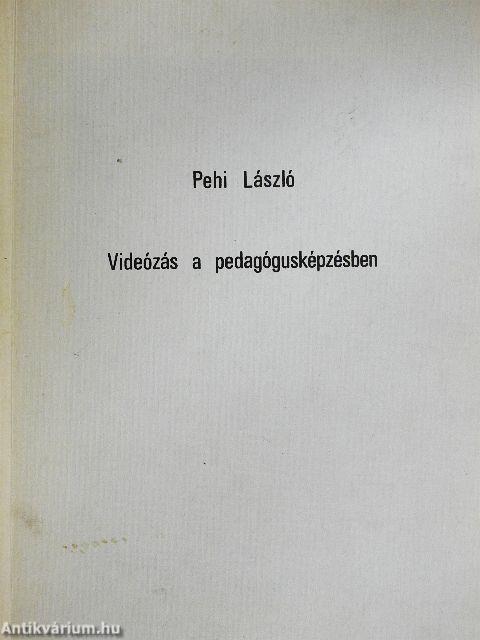 Pehi László
Videózás a pedagógusképzésben
Antikvárium.hu